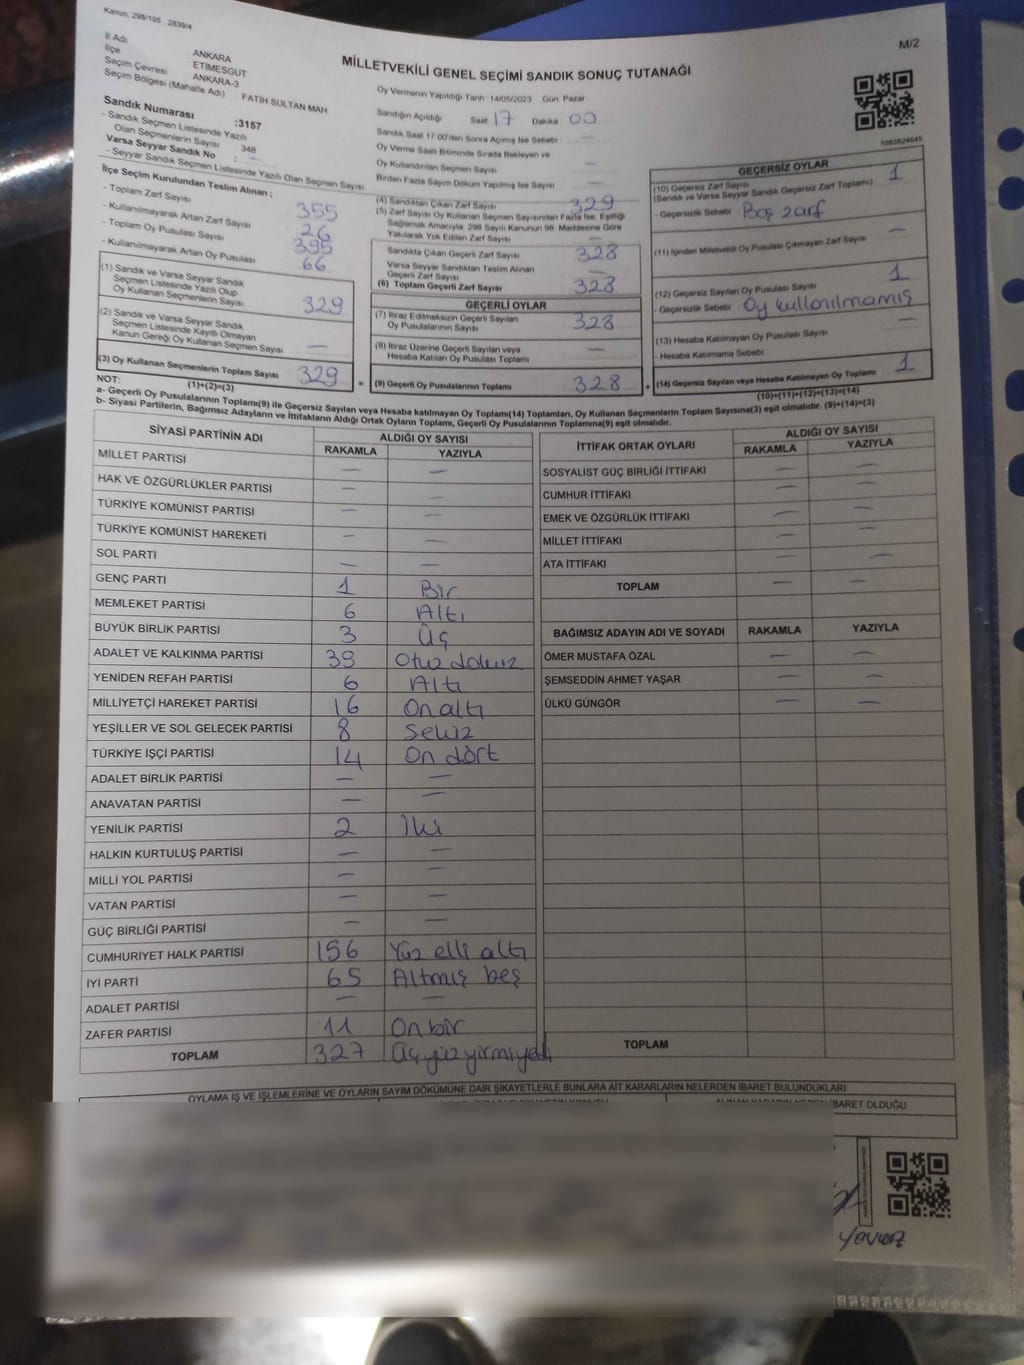 Kanun: 298/105 , 2839/4
M/2
MİLLETVEKİLİ GENEL SEÇİMİ SANDIK SONUÇ TUTANAĞI
İl Adı ANKARA
İlçe ETİMESGUT
Seçim Çevresi ANKARA-3
Seçim Bölgesi (Mahalle Adı) FATİH SULTAN MAH
Sandık Numarası :3157
- Sandık Seçmen Listesinde Yazılı
Olan Seçmenlerin Sayısı 348
Varsa Seyyar Sandık No : —
- Seyyar Sandık Seçmen Listesinde Yazılı Olan Seçmen Sayısı
Oy Vermenin Yapıldığı Tarih :14/05/2023 Gün Pazar
Sandığın Açıldığı Saat 17 Dakika 00
Sandık Saat 17:00'den Sonra Açılmış İse Sebebi : —
Oy Verme Saati Bitiminde Sırada Bekleyen ve
Oy Kullandırılan Seçmen Sayısı —
Birden Fazla Sayım Döküm Yapılmış İse Sayısı —
1083824645
İlçe Seçim Kurulundan Teslim Alınan ;
- Toplam Zarf Sayısı 355
- Kullanılmayarak Artan Zarf Sayısı 26
- Toplam Oy Pusulası Sayısı 395
- Kullanılmayarak Artan Oy Pusulası 66
(1) Sandık ve Varsa Seyyar Sandık
Seçmen Listesinde Yazılı Olup
Oy Kullanan Seçmenlerin Sayısı 329
(2) Sandık ve Varsa Seyyar Sandık
Seçmen Listesinde Kayıtlı Olmayan
Kanun Gereği Oy Kullanan Seçmen Sayısı —
(3) Oy Kullanan Seçmenlerin Toplam Sayısı 329
(1)+(2)=(3)
(4) Sandıktan Çıkan Zarf Sayısı 329
(5) Zarf Sayısı Oy Kullanan Seçmen Sayısından Fazla İse, Eşitliği
Sağlamak Amacıyla, 298 Sayılı Kanunun 98. Maddesine Göre
Yakılarak Yok Edilen Zarf Sayısı —
Sandıkta Çıkan Geçerli Zarf Sayısı : 328
Varsa Seyyar Sandıktan Teslim Alınan
Geçerli Zarf Sayısı —
(6) Toplam Geçerli Zarf Sayısı : 328
GEÇERLİ OYLAR
(7) İtiraz Edilmeksizin Geçerli Sayılan
Oy Pusulalarının Sayısı : 328
(8) İtiraz Üzerine Geçerli Sayılan veya
Hesaba Katılan Oy Pusulası Toplamı —
= (9) Geçerli Oy Pusulalarının Toplamı : 328
GEÇERSİZ OYLAR
(10) Geçersiz Zarf Sayısı 1
(Sandık ve Varsa Seyyar Sandık Geçersiz Zarf Toplamı)
- Geçersizlik Sebebi : Boş zarf
(11) İçinden Milletvekili Oy Pusulası Çıkmayan Zarf Sayısı —
(12) Geçersiz Sayılan Oy Pusulası Sayısı 1
- Geçersizlik Sebebi : Oy kullanılmamış
(13) Hesaba Katılmayan Oy Pusulası Sayısı —
- Hesaba Katılmama Sebebi :
+ (14) Geçersiz Sayılan veya Hesaba Katılmayan Oy Toplamı : 1
(10)+(11)+(12)+(13)=(14)
NOT:
a- Geçerli Oy Pusulalarının Toplamı(9) ile Geçersiz Sayılan veya Hesaba katılmayan Oy Toplamı(14) Toplamları, Oy Kullanan Seçmenlerin Toplam Sayısına(3) eşit olmalıdır. (9)+(14)=(3)
b- Siyasi Partilerin, Bağımsız Adayların ve İttifakların Aldığı Ortak Oyların Toplamı, Geçerli Oy Pusulalarının Toplamına(9) eşit olmalıdır.
SİYASİ PARTİNİN ADI ALDIĞI OY SAYISI
RAKAMLA YAZIYLA
MİLLET PARTİSİ — —
HAK VE ÖZGÜRLÜKLER PARTİSİ — —
TÜRKİYE KOMÜNİST PARTİSİ — —
TÜRKİYE KOMÜNİST HAREKETİ — —
SOL PARTİ — —
GENÇ PARTİ 1 Bir
MEMLEKET PARTİSİ 6 Altı
BÜYÜK BİRLİK PARTİSİ 3 Üç
ADALET VE KALKINMA PARTİSİ 39 Otuz dokuz
YENİDEN REFAH PARTİSİ 6 Altı
MİLLİYETÇİ HAREKET PARTİSİ 16 On altı
YEŞİLLER VE SOL GELECEK PARTİSİ 8 Sekiz
TÜRKİYE İŞÇİ PARTİSİ 14 On dört
ADALET BİRLİK PARTİSİ — —
ANAVATAN PARTİSİ — —
YENİLİK PARTİSİ 2 İki
HALKIN KURTULUŞ PARTİSİ — —
MİLLİ YOL PARTİSİ — —
VATAN PARTİSİ — —
GÜÇ BİRLİĞİ PARTİSİ — —
CUMHURİYET HALK PARTİSİ 156 Yüz elli altı
İYİ PARTİ 65 Altmış beş
ADALET PARTİSİ — —
ZAFER PARTİSİ 11 On bir
TOPLAM 327 Üçyüz yirmi yedi
İTTİFAK ORTAK OYLARI ALDIĞI OY SAYISI
RAKAMLA YAZIYLA
SOSYALİST GÜÇ BİRLİĞİ İTTİFAKI — —
CUMHUR İTTİFAKI — —
EMEK VE ÖZGÜRLÜK İTTİFAKI — —
MİLLET İTTİFAKI — —
ATA İTTİFAKI — —
TOPLAM — —
BAĞIMSIZ ADAYIN ADI VE SOYADI RAKAMLA YAZIYLA
ÖMER MUSTAFA ÖZAL — —
ŞEMSEDDİN AHMET YAŞAR — —
ÜLKÜ GÜNGÖR — —
TOPLAM
OYLAMA İŞ VE İŞLEMLERİNE VE OYLARIN SAYIM DÖKÜMÜNE DAİR ŞİKAYETLERLE BUNLARA AİT KARARLARIN NELERDEN İBARET BULUNDUKLARI
İBARET OLDUĞU
Yavuz